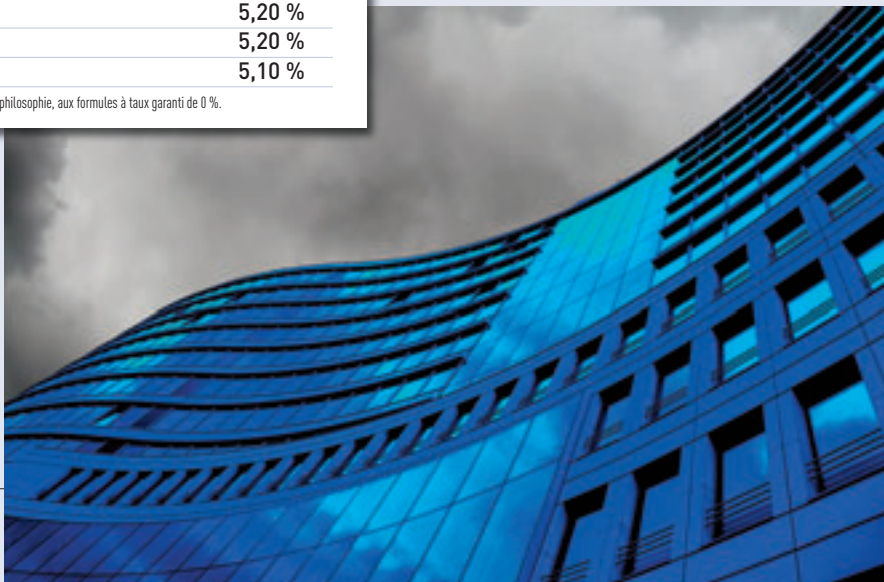 5,20 %
5,20 %
5,10 %
philosophie, aux formules à taux garanti de 0 %.